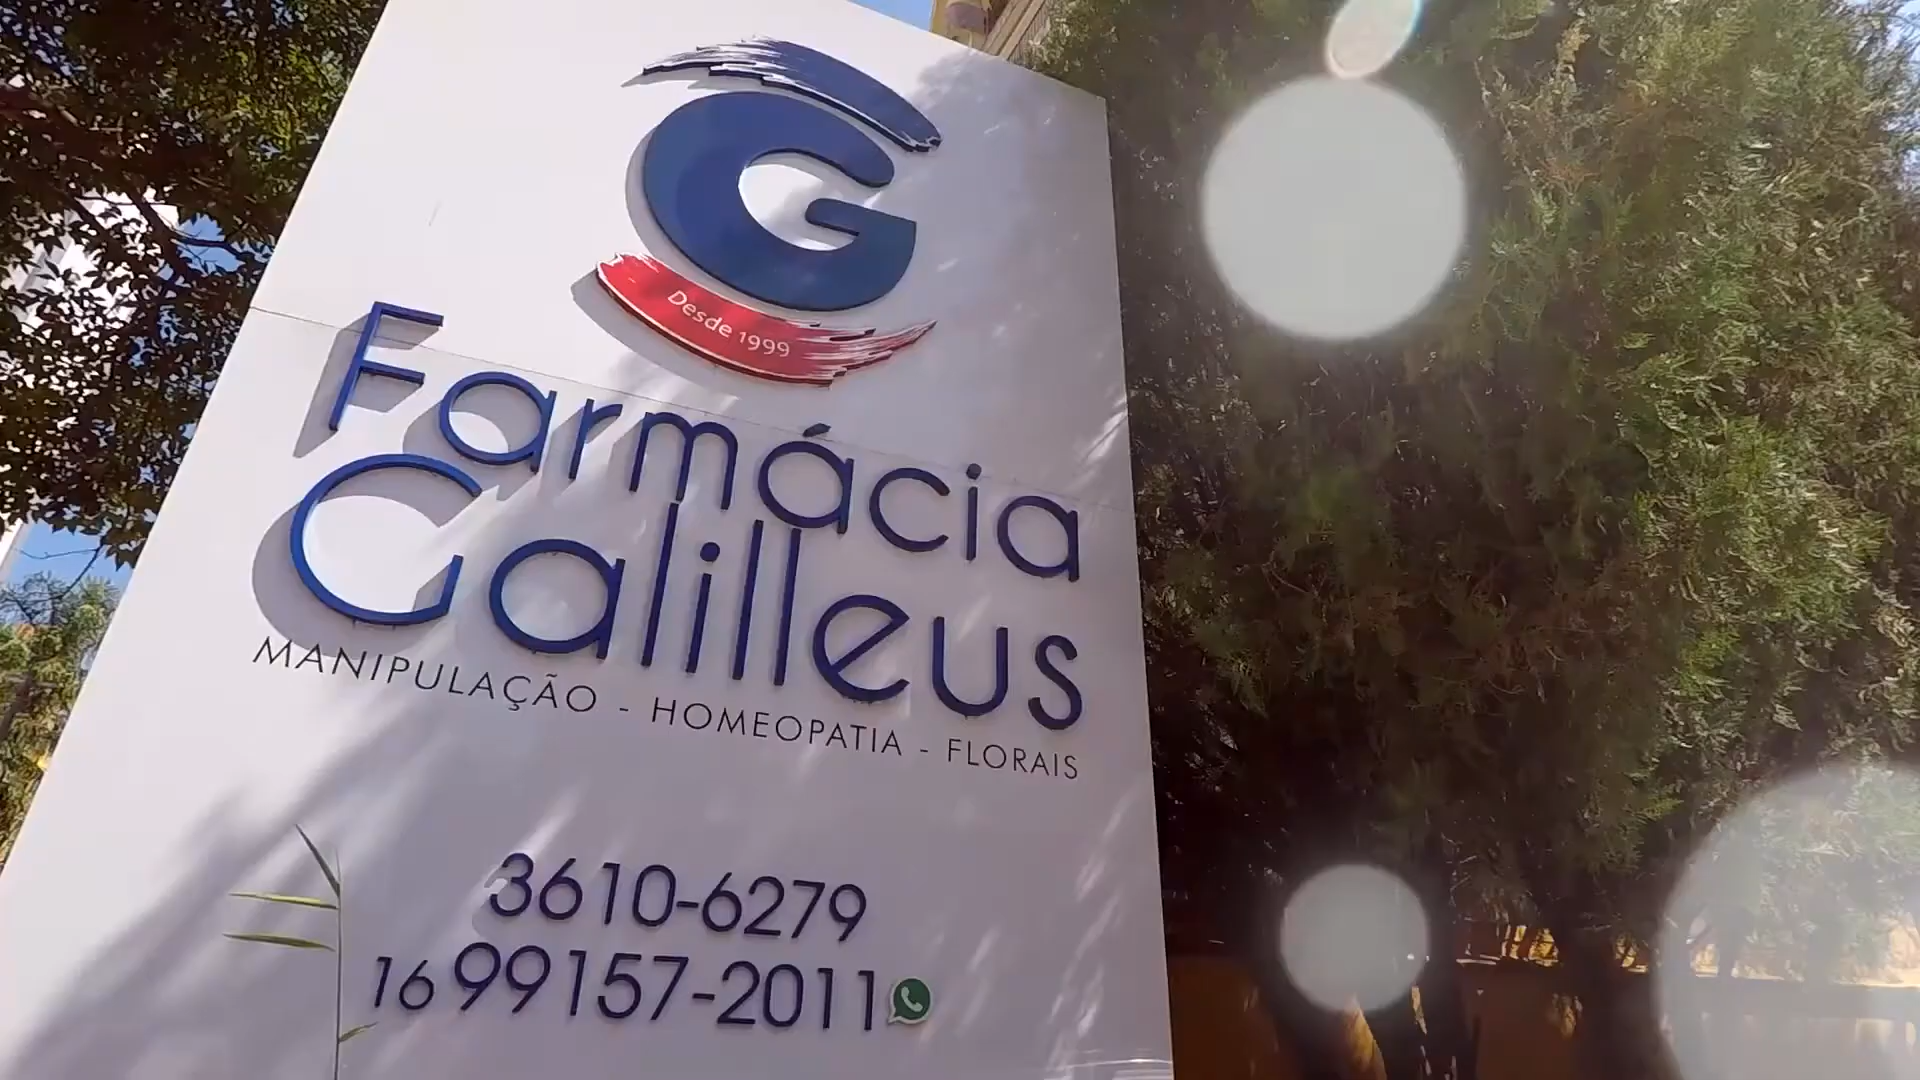 G
Desde 1999
Farmácia
Galilleus
MANIPULAÇÃO - HOMEOPATIA - FLORAIS
3610-6279
16 99157-2011